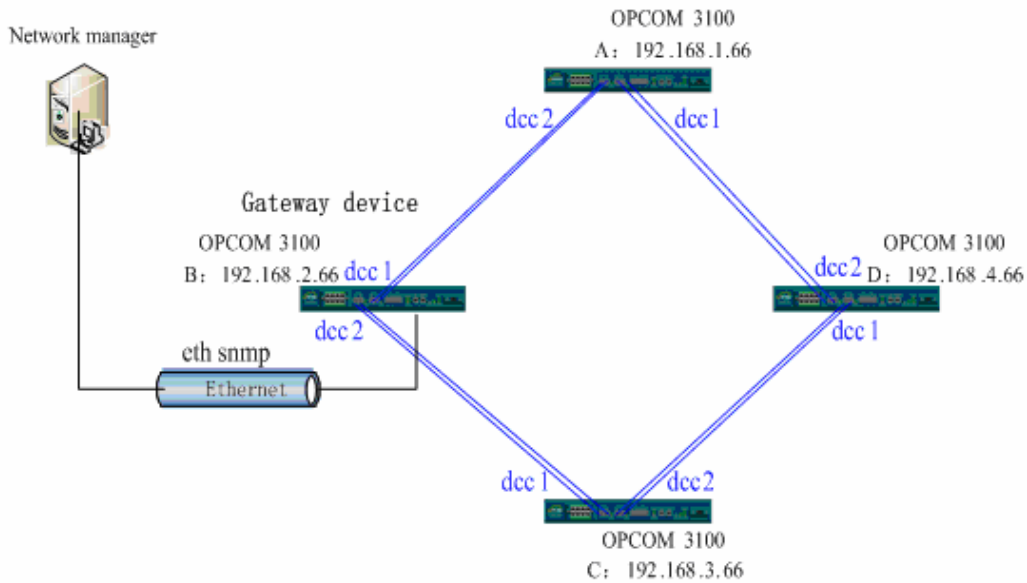 OPCOM 3100
A: 192.168.1.66
Network manager
dcc 2
dcc 1
Gateway device
OPCOM 3100
B: 192.168.2.66
dcc 1
dcc 2
OPCOM 3100
D: 192.168.4.66
dcc 2
dcc 1
eth snmp
Ethernet
dcc 1
dcc 2
OPCOM 3100
C: 192.168.3.66